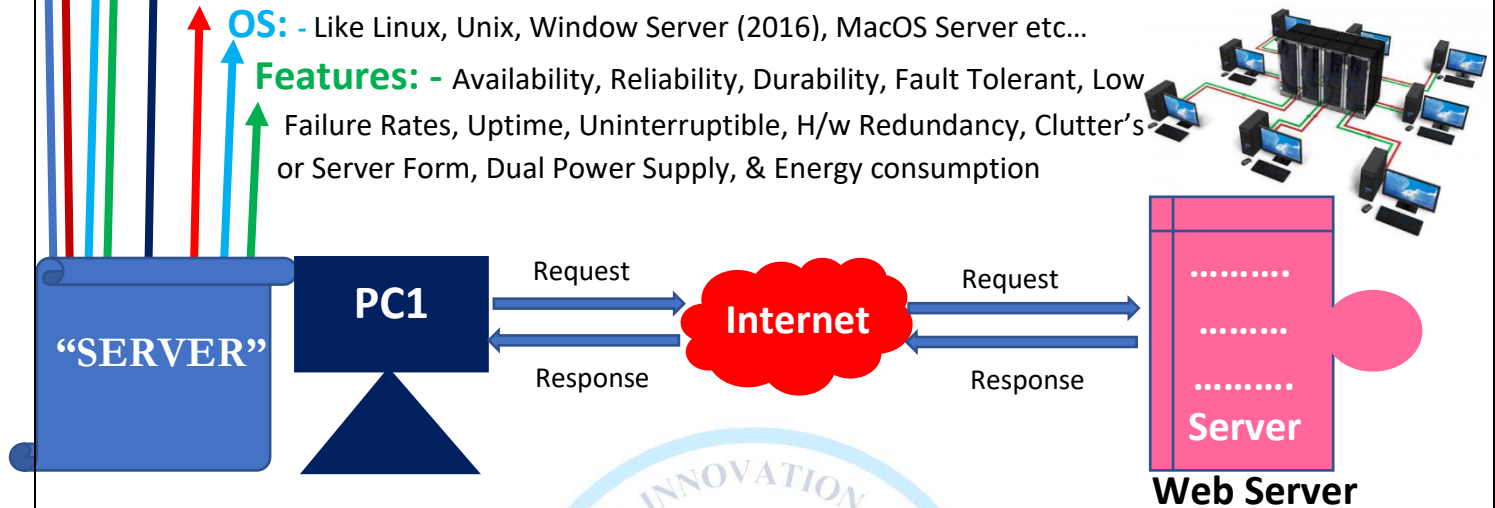 OS: - Like Linux, Unix, Window Server (2016), MacOS Server etc…
Features: - Availability, Reliability, Durability, Fault Tolerant, Low
Failure Rates, Uptime, Uninterruptible, H/w Redundancy, Clutter’s
or Server Form, Dual Power Supply, & Energy consumption
“SERVER”
PC1
Request
Response
Internet
Request
Response
……….
………
……….
Server
Web Server
INNOVATION